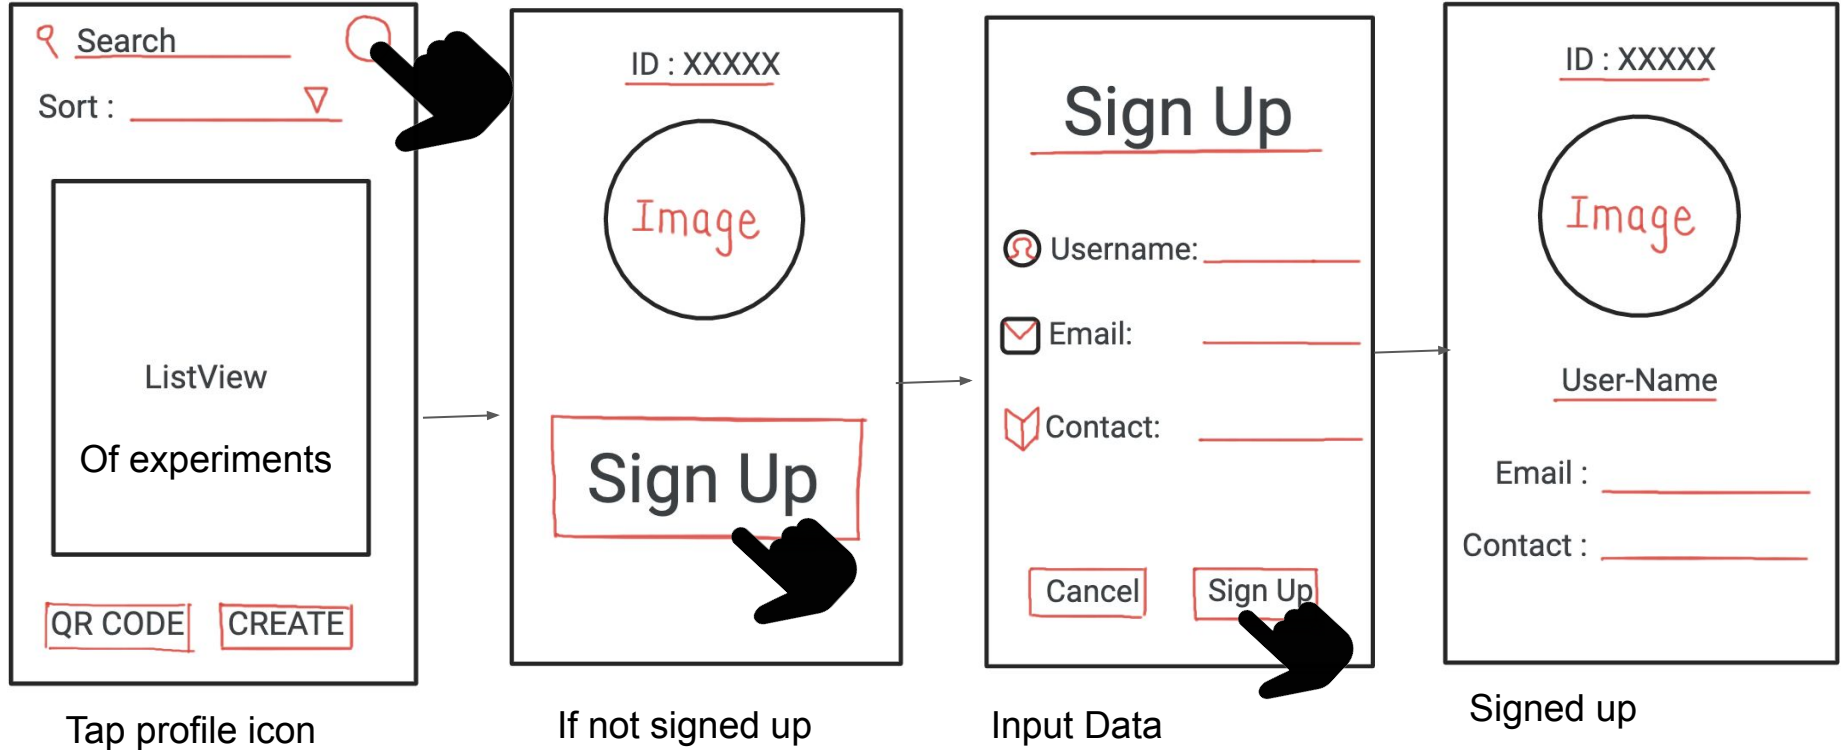 Search
Sort :
ListView
Of experiments
QR CODE
CREATE
Tap profile icon
ID : XXXXX
Image
Sign Up
If not signed up
Sign Up
Username:
Email:
Contact:
Cancel
Sign Up
Input Data
ID : XXXXX
Image
User-Name
Email :
Contact :
Signed up